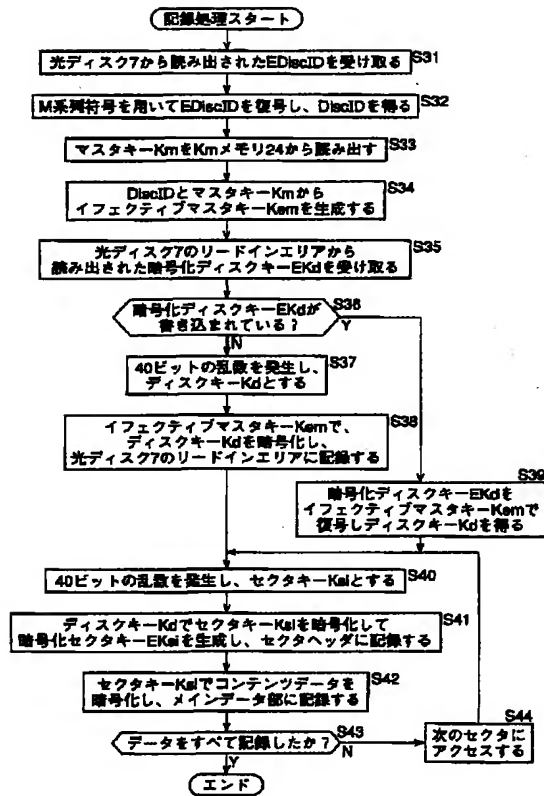 記録処理スタート
S31
光ディスク7から読み出されたEDiscIDを受け取る
S32
M系列符号を用いてEDiscIDを復号し、DiscIDを得る
S33
マスタキーKmをKmメモリ24から読み出す
S34
DiscIDとマスタキーKmから
イフェクティブマスタキーKemを生成する
S35
光ディスク7のリードインエリアから
読み出された暗号化ディスクキーEKdを受け取る
S36
暗号化ディスクキーEKdが
書き込まれている?
Y
N
S37
40ビットの乱数を発生し、
ディスクキーKdとする
S38
イフェクティブマスタキーKemで、
ディスクキーKdを暗号化し、
光ディスク7のリードインエリアに記録する
S39
暗号化ディスクキーEKdを
イフェクティブマスタキーKemで
復号しディスクキーKdを得る
S40
40ビットの乱数を発生し、セクタキーKsiとする
S41
ディスクキーKdでセクタキーKsiを暗号化して
暗号化セクタキーEKsiを生成し、セクタヘッダに記録する
S42
セクタキーKsiでコンテンツデータを
暗号化し、メインデータ部に記録する
S43
データをすべて記録したか?
N
Y
S44
次のセクタに
アクセスする
エンド